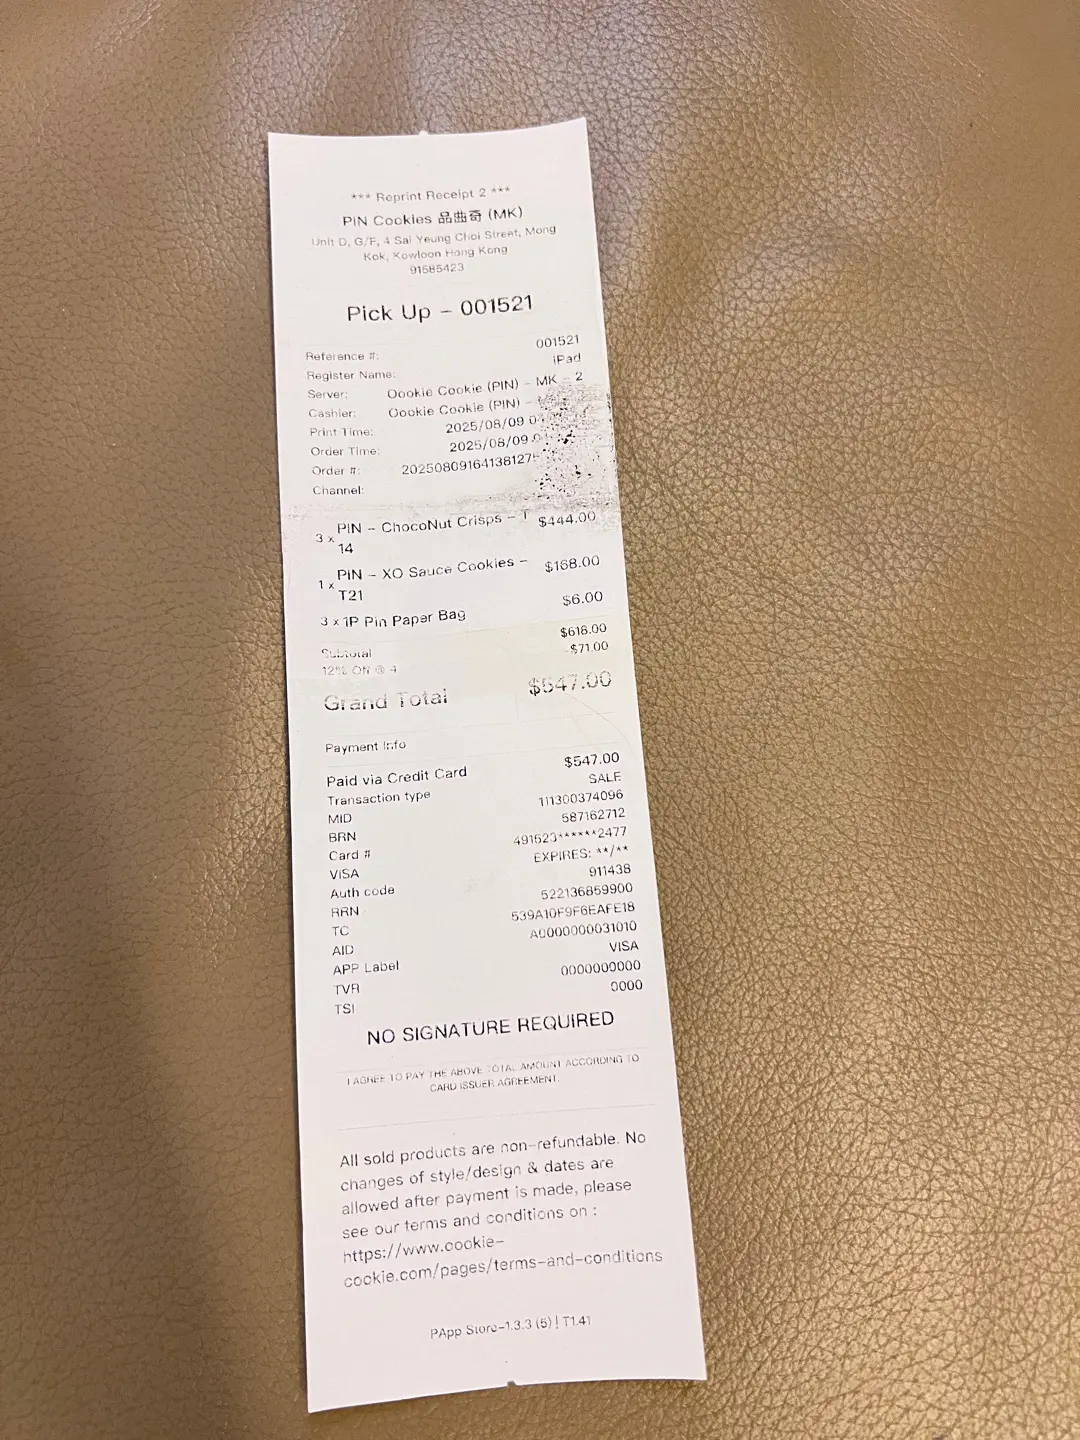 *** Reprint Receipt 2 ***
PIN Cookies 品曲奇 (MK)
Unit D, G/F, 4 Sai Yeung Choi Street, Mong
Kok, Kowloon Hong Kong
91585423
Pick Up - 001521
Reference #: 001521
Register Name: iPad
Server: Cookie Cookie (PIN) - MK - 2
Cashier: Cookie Cookie (PIN) -
Print Time: 2025/08/09
Order Time: 2025/08/09
Order #:
Channel:
3 x PIN - ChocoNut Crisps - T $444.00
14
1 x PIN - XO Sauce Cookies - $168.00
T21
3 x 1P Pin Paper Bag $6.00
Subtotal $618.00
12% Off @ 4 -$71.00
Grand Total $547.00
Payment Info
Paid via Credit Card $547.00
Transaction type SALE
MID 111300374096
BRN 587162712
Card # 491523******2477
VISA EXPIRES: **/**
Auth code 911438
RRN 522136859900
TC 539A10F9F6EAFE18
AID A0000000031010
APP Label VISA
TVR 0000000000
TSI 0000
NO SIGNATURE REQUIRED
I AGREE TO PAY THE ABOVE TOTAL AMOUNT ACCORDING TO
CARD ISSUER AGREEMENT.
All sold products are non-refundable. No
changes of style/design & dates are
allowed after payment is made, please
see our terms and conditions on :
https://www.cookie-
cookie.com/pages/terms-and-conditions
PApp Store-1.3.3 (5) | T1.41